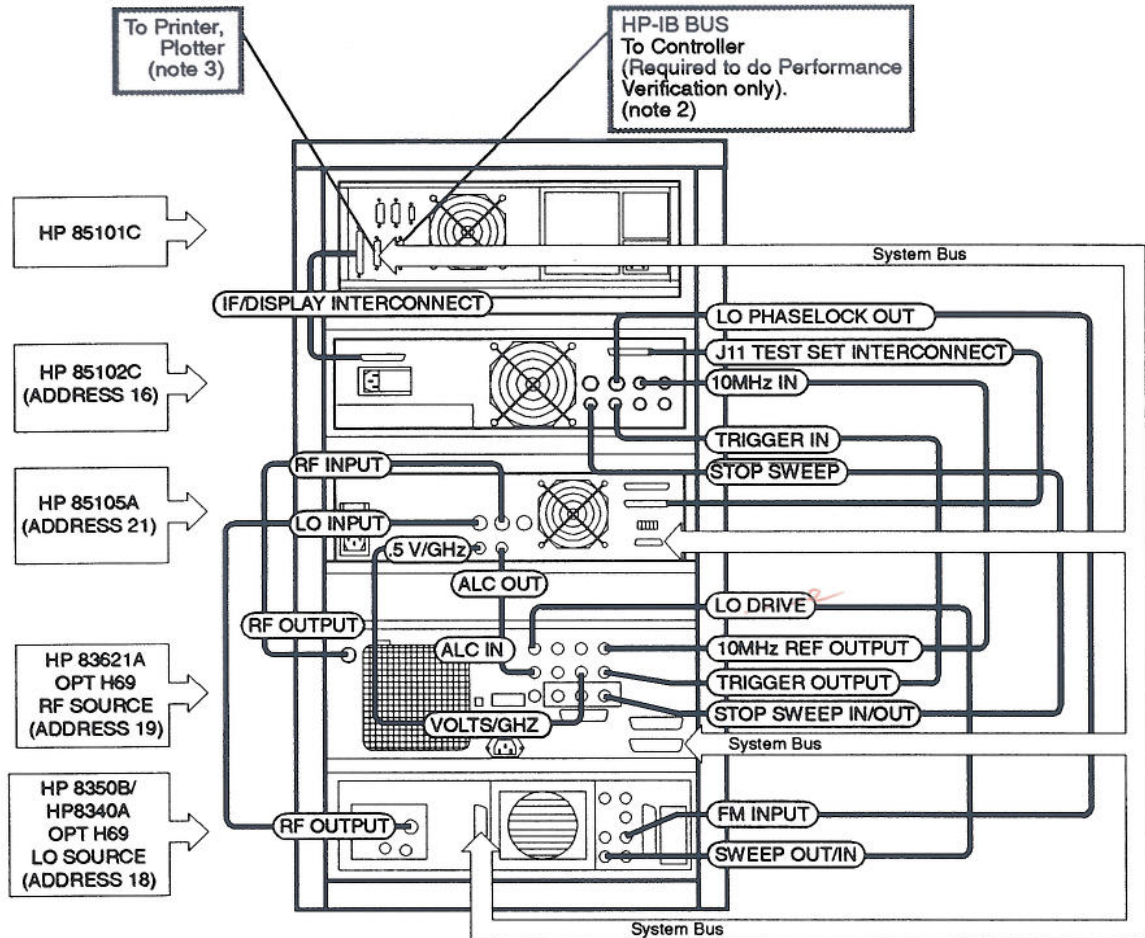 To Printer,
Plotter
(note 3)
HP-IB BUS
To Controller
(Required to do Performance
Verification only).
(note 2)
HP 85101C
System Bus
IF/DISPLAY INTERCONNECT
LO PHASELOCK OUT
J11 TEST SET INTERCONNECT
HP 85102C
(ADDRESS 16)
10MHz IN
TRIGGER IN
STOP SWEEP
RF INPUT
HP 85105A
(ADDRESS 21)
LO INPUT
.5 V/GHz
ALC OUT
LO DRIVE
RF OUTPUT
ALC IN
10MHz REF OUTPUT
HP 83621A
OPT H69
RF SOURCE
(ADDRESS 19)
TRIGGER OUTPUT
STOP SWEEP IN/OUT
VOLTS/GHZ
System Bus
HP 8350B/
HP8340A
OPT H69
LO SOURCE
(ADDRESS 18)
RF OUTPUT
FM INPUT
SWEEP OUT/IN
System Bus